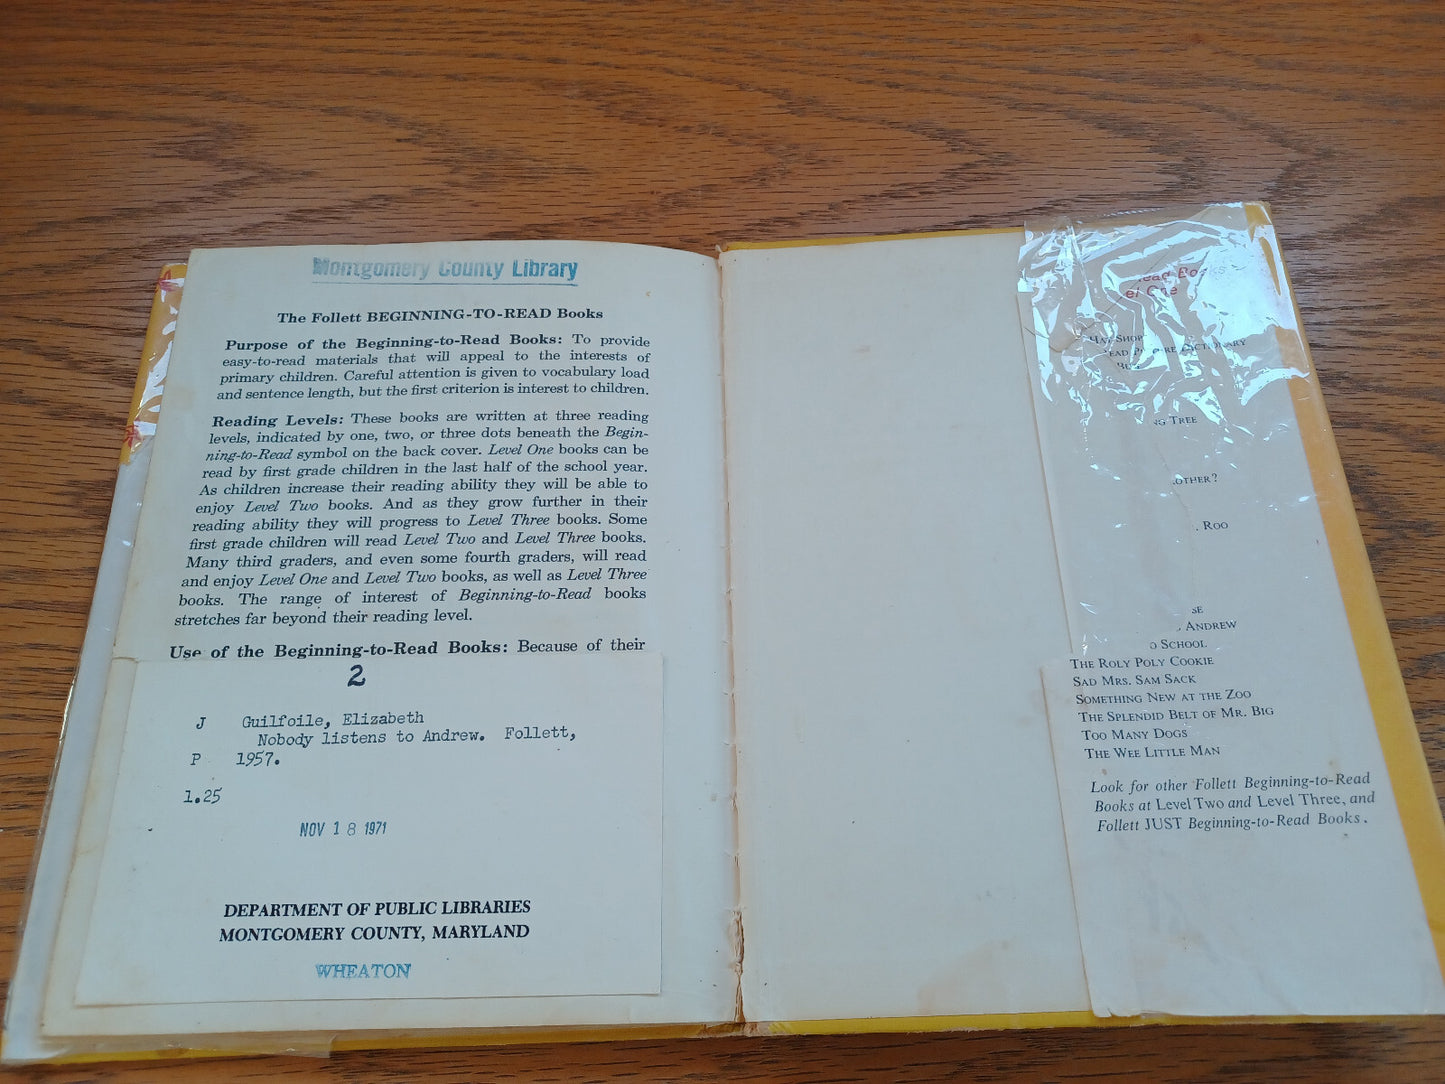 Montgomery County Library
The Follett BEGINNING-TO-READ Books
Purpose of the Beginning-to-Read Books: To provide
easy-to-read materials that will appeal to the interests of
primary children. Careful attention is given to vocabulary load
and sentence length, but the first criterion is interest to children.
Reading Levels: These books are written at three reading
levels, indicated by one, two, or three dots beneath the Begin-
ning-to-Read symbol on the back cover. Level One books can be
read by first grade children in the last half of the school year.
As children increase their reading ability they will be able to
enjoy Level Two books. And as they grow further in their
reading ability they will progress to Level Three books. Some
first grade children will read Level Two and Level Three books.
Many third graders, and even some fourth graders, will read
and enjoy Level One and Level Two books, as well as Level Three
books. The range of interest of Beginning-to-Read books
stretches far beyond their reading level.
Use of the Beginning-to-Read Books: Because of their
2
J Guilfoile, Elizabeth
Nobody listens to Andrew. Follett,
P 1957.
1.25
NOV 18 1971
DEPARTMENT OF PUBLIC LIBRARIES
MONTGOMERY COUNTY, MARYLAND
WHEATON
Books
One
DICTIONARY
TREE
ROO
ANDREW
SCHOOL
THE ROLY POLY COOKIE
SAD MRS. SAM SACK
SOMETHING NEW AT THE ZOO
THE SPLENDID BELT OF MR. BIG
TOO MANY DOGS
THE WEE LITTLE MAN
Look for other Follett Beginning-to-Read
Books at Level Two and Level Three, and
Follett JUST Beginning-to-Read Books.